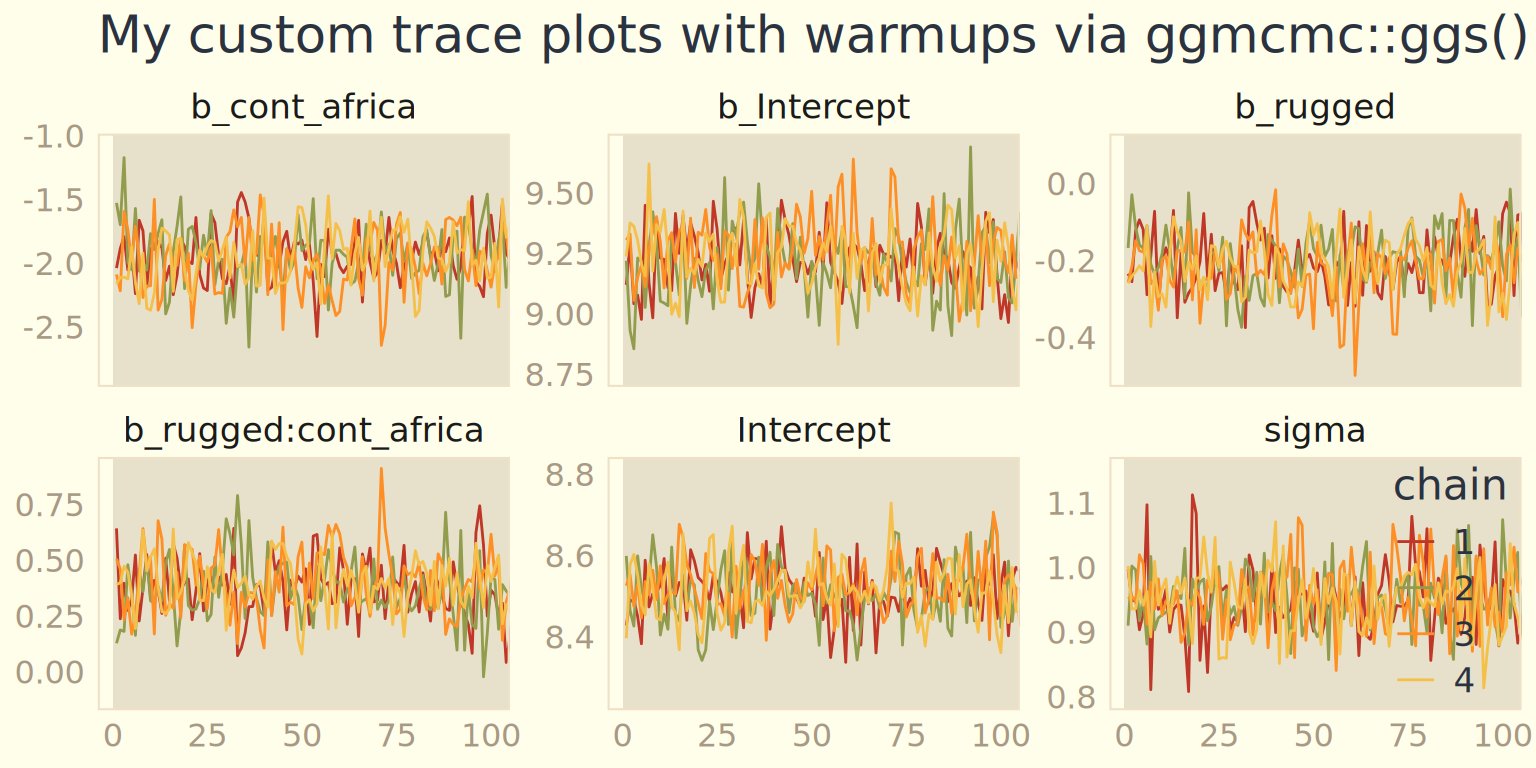 My custom trace plots with warmups via ggmcmc::ggs()
b_cont_africa
b_Intercept
b_rugged
-1.0
-1.5
-2.0
-2.5
9.50
9.25
9.00
8.75
0.0
-0.2
-0.4
b_rugged:cont_africa
Intercept
sigma
0.75
0.50
0.25
0.00
8.8
8.6
8.4
1.1
1.0
0.9
0.8
chain
1
2
3
4
0 25 50 75 100
0 25 50 75 100
0 25 50 75 100